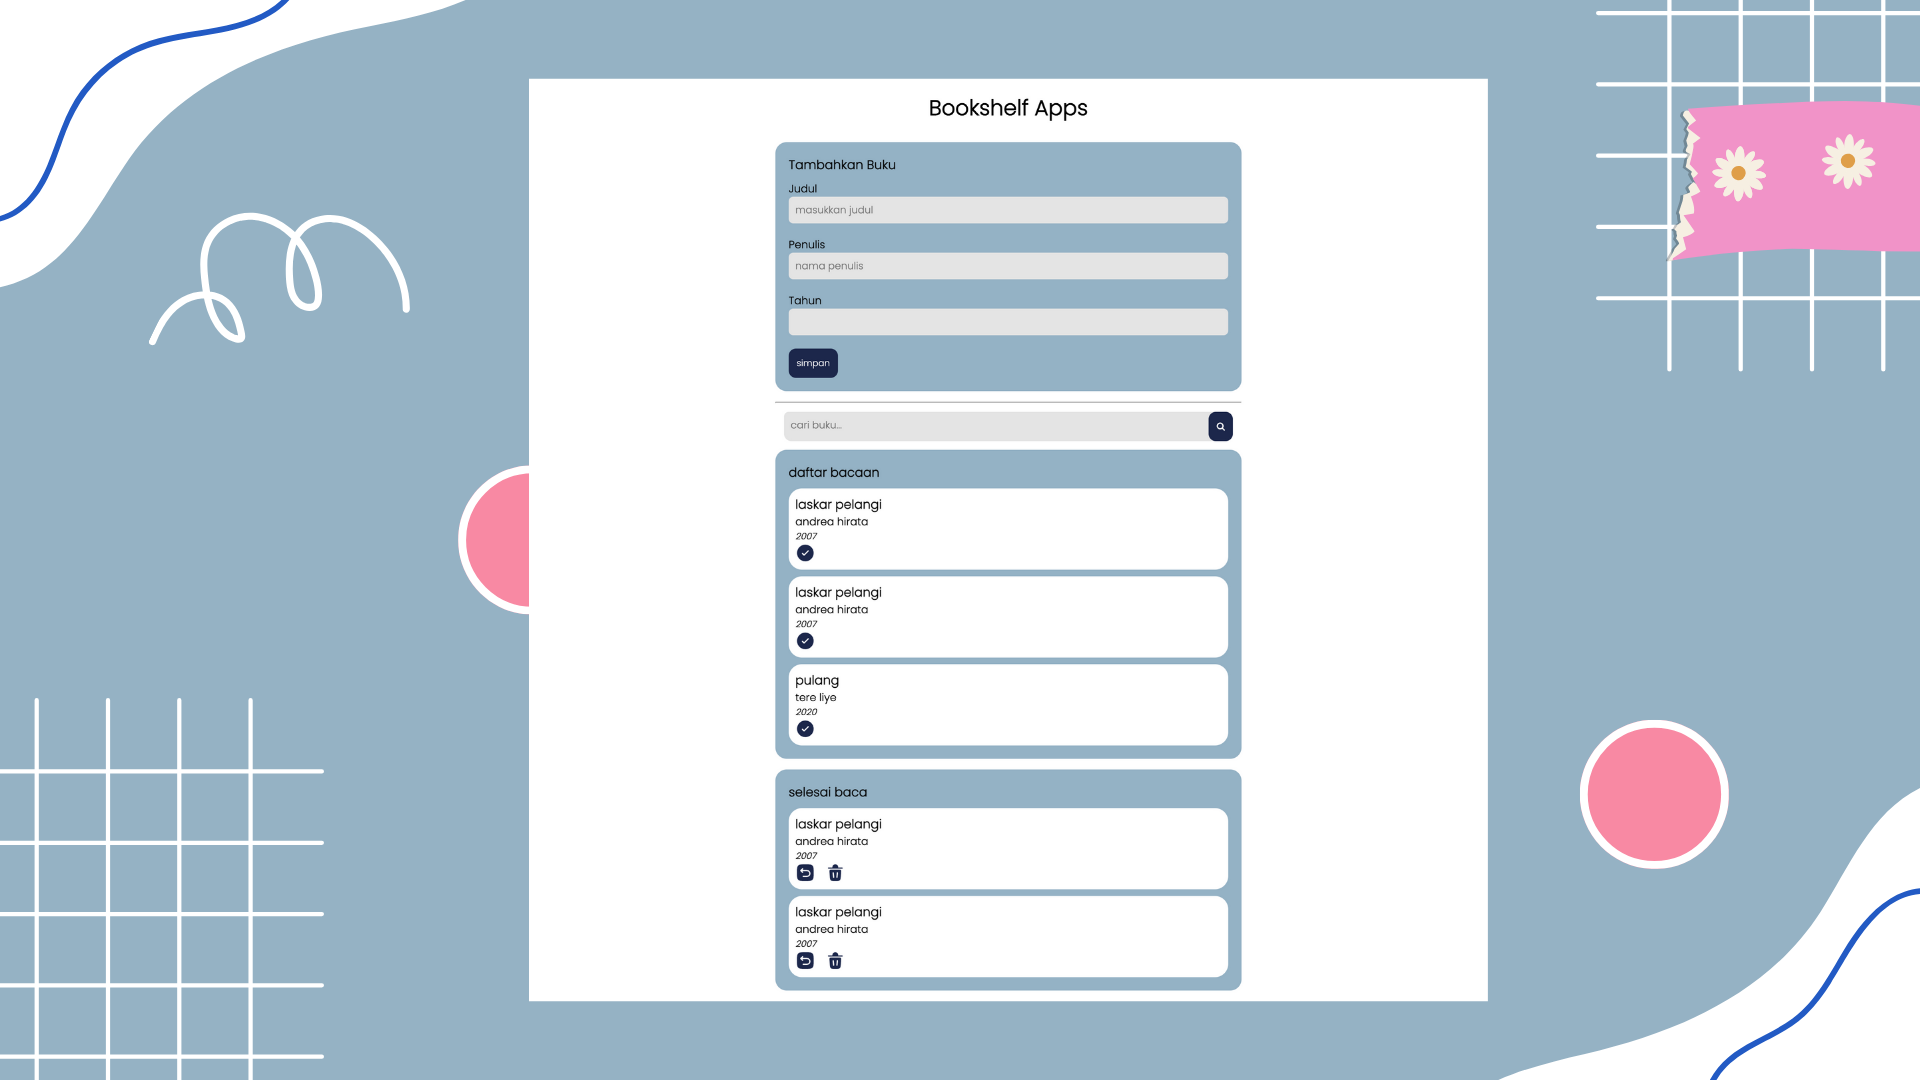 Bookshelf Apps
Tambahkan Buku
Judul
masukkan judul
Penulis
nama penulis
Tahun
simpan
cari buku...
daftar bacaan
laskar pelangi
andrea hirata
2007
laskar pelangi
andrea hirata
2007
pulang
tere liye
2020
selesai baca
laskar pelangi
andrea hirata
2007
laskar pelangi
andrea hirata
2007